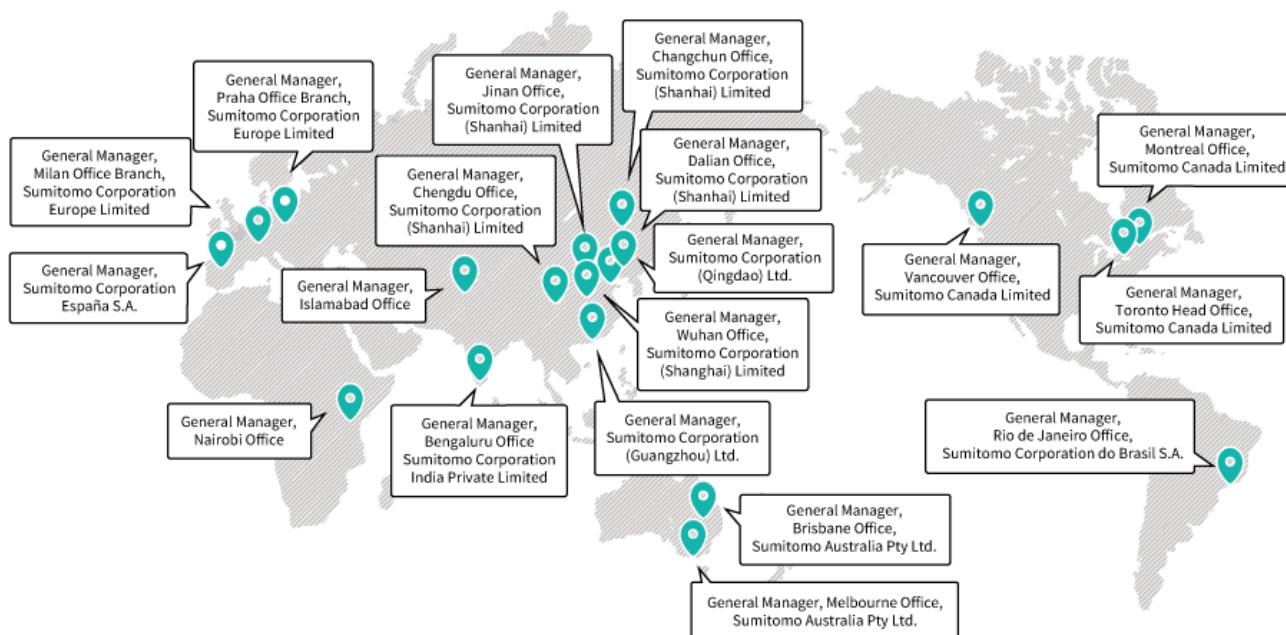 General Manager,
Changchun Office,
Sumitomo Corporation
(Shanhai) Limited
General Manager,
Jinan Office,
Sumitomo Corporation
(Shanhai) Limited
General Manager,
Praha Office Branch,
Sumitomo Corporation
Europe Limited
General Manager,
Milan Office Branch,
Sumitomo Corporation
Europe Limited
General Manager,
Dalian Office,
Sumitomo Corporation
(Shanhai) Limited
General Manager,
Chengdu Office,
Sumitomo Corporation
(Shanhai) Limited
General Manager,
Montreal Office,
Sumitomo Canada Limited
General Manager,
Sumitomo Corporation
España S.A.
General Manager,
Islamabad Office
General Manager,
Sumitomo Corporation
(Qingdao) Ltd.
General Manager,
Vancouver Office,
Sumitomo Canada Limited
General Manager,
Toronto Head Office,
Sumitomo Canada Limited
General Manager,
Wuhan Office,
Sumitomo Corporation
(Shanghai) Limited
General Manager,
Nairobi Office
General Manager,
Bengaluru Office
Sumitomo Corporation
India Private Limited
General Manager,
Sumitomo Corporation
(Guangzhou) Ltd.
General Manager,
Rio de Janeiro Office,
Sumitomo Corporation do Brasil S.A.
General Manager,
Brisbane Office,
Sumitomo Australia Pty Ltd.
General Manager, Melbourne Office,
Sumitomo Australia Pty Ltd.